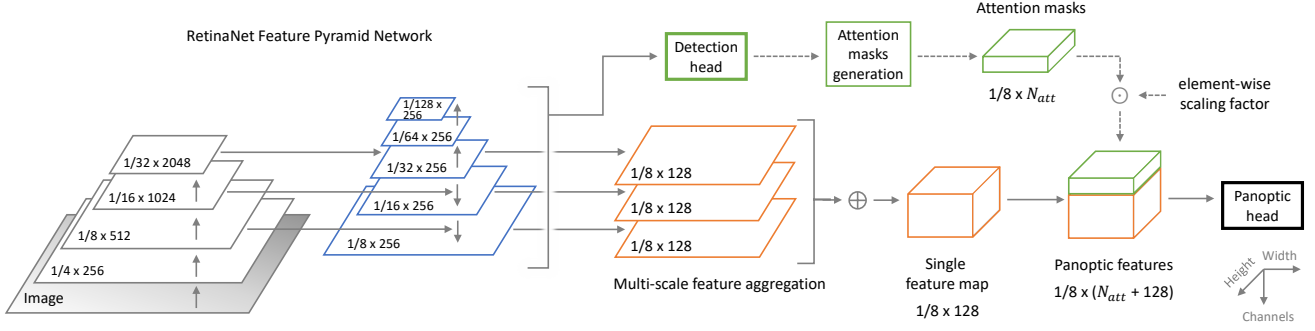 RetinaNet Feature Pyramid Network
Attention masks
Detection
head
Attention
masks
generation
1/8 x N_att
element-wise
scaling factor
1/128 x
256
1/64 x 256
1/32 x 256
1/16 x 256
1/8 x 256
1/32 x 2048
1/16 x 1024
1/8 x 512
1/4 x 256
Image
1/8 x 128
1/8 x 128
1/8 x 128
Multi-scale feature aggregation
Single
feature map
1/8 x 128
Panoptic features
1/8 x (N_att + 128)
Panoptic
head
Height
Width
Channels